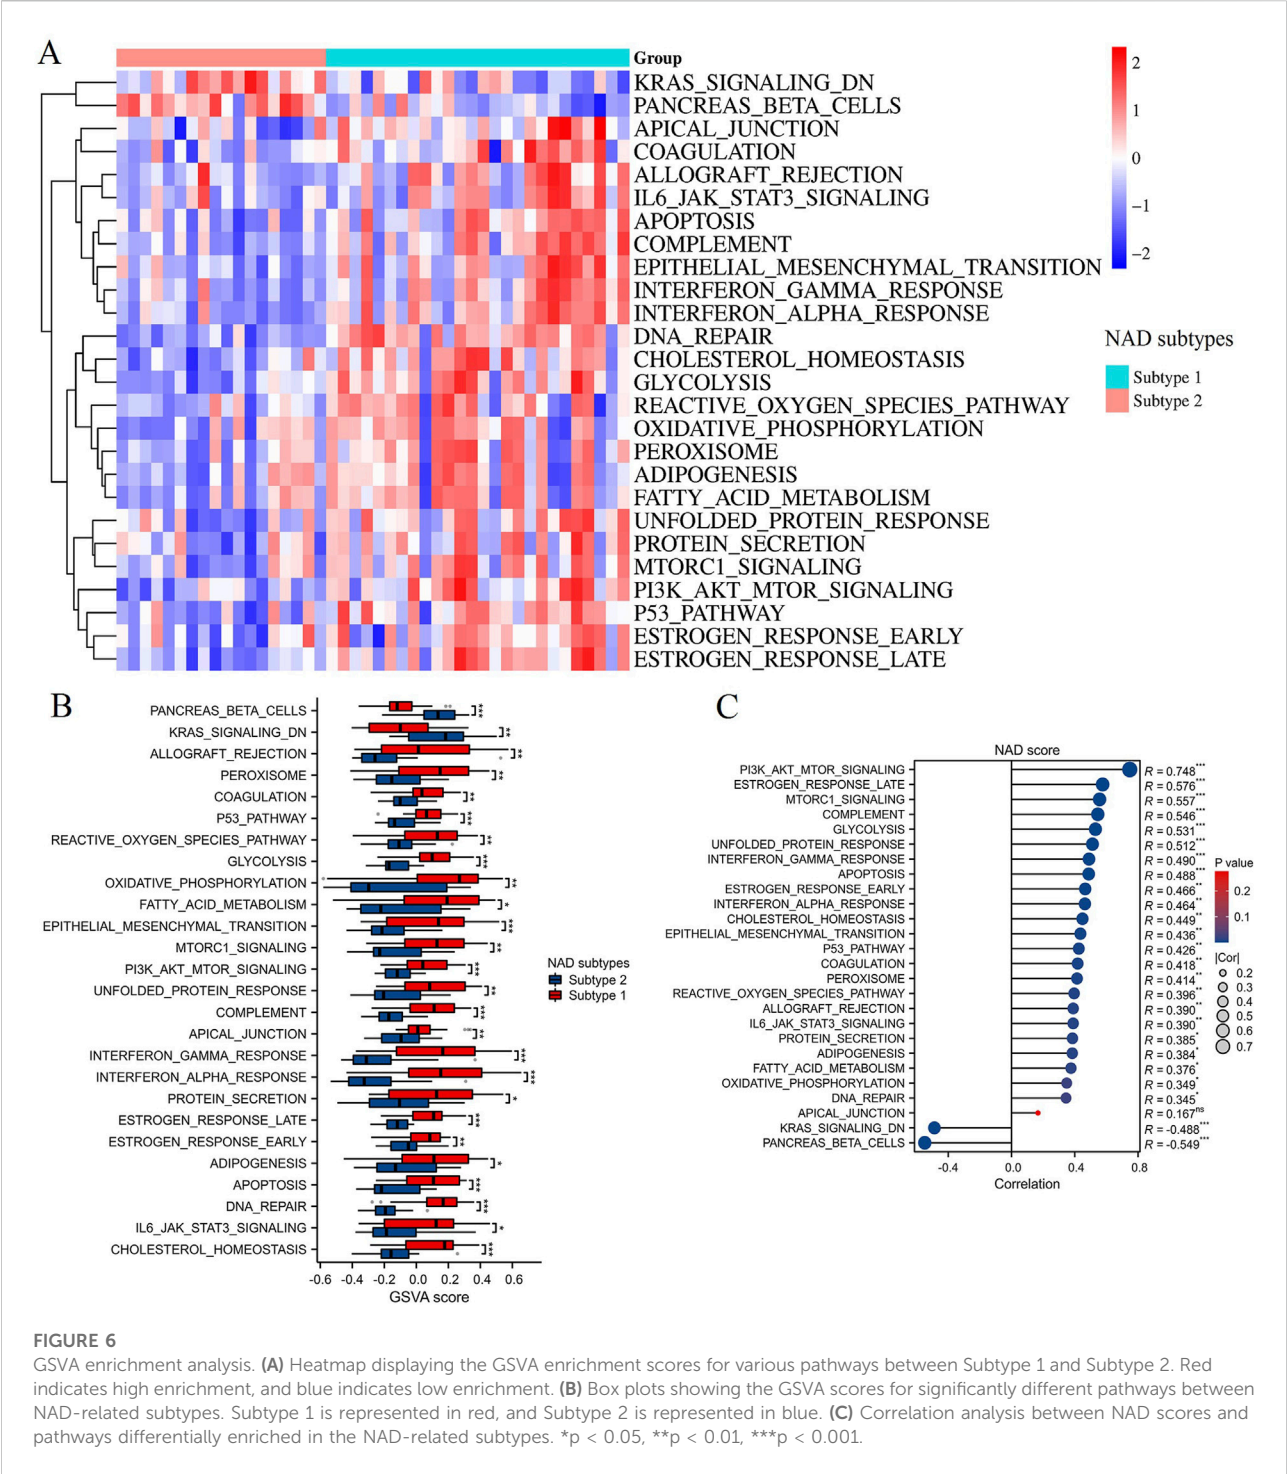 A
Group
KRAS_SIGNALING_DN
PANCREAS_BETA_CELLS
APICAL_JUNCTION
COAGULATION
ALLOGRAFT_REJECTION
IL6_JAK_STAT3_SIGNALING
APOPTOSIS
COMPLEMENT
EPITHELIAL_MESENCHYMAL_TRANSITION
INTERFERON_GAMMA_RESPONSE
INTERFERON_ALPHA_RESPONSE
DNA_REPAIR
CHOLESTEROL_HOMEOSTASIS
GLYCOLYSIS
REACTIVE_OXYGEN_SPECIES_PATHWAY
OXIDATIVE_PHOSPHORYLATION
PEROXISOME
ADIPOGENESIS
FATTY_ACID_METABOLISM
UNFOLDED_PROTEIN_RESPONSE
PROTEIN_SECRETION
MTORC1_SIGNALING
PI3K_AKT_MTOR_SIGNALING
P53_PATHWAY
ESTROGEN_RESPONSE_EARLY
ESTROGEN_RESPONSE_LATE
2
1
0
−1
−2
NAD subtypes
Subtype 1
Subtype 2
B
PANCREAS_BETA_CELLS ***
KRAS_SIGNALING_DN **
ALLOGRAFT_REJECTION **
PEROXISOME **
COAGULATION **
P53_PATHWAY ***
REACTIVE_OXYGEN_SPECIES_PATHWAY **
GLYCOLYSIS ***
OXIDATIVE_PHOSPHORYLATION **
FATTY_ACID_METABOLISM *
EPITHELIAL_MESENCHYMAL_TRANSITION ***
MTORC1_SIGNALING **
PI3K_AKT_MTOR_SIGNALING ***
UNFOLDED_PROTEIN_RESPONSE **
COMPLEMENT ***
APICAL_JUNCTION **
INTERFERON_GAMMA_RESPONSE ***
INTERFERON_ALPHA_RESPONSE ***
PROTEIN_SECRETION *
ESTROGEN_RESPONSE_LATE ***
ESTROGEN_RESPONSE_EARLY **
ADIPOGENESIS *
APOPTOSIS ***
DNA_REPAIR ***
IL6_JAK_STAT3_SIGNALING *
CHOLESTEROL_HOMEOSTASIS ***
-0.6 -0.4 -0.2 0.0 0.2 0.4 0.6
GSVA score
NAD subtypes
Subtype 2
Subtype 1
C
NAD score
PI3K_AKT_MTOR_SIGNALING R = 0.748***
ESTROGEN_RESPONSE_LATE R = 0.576***
MTORC1_SIGNALING R = 0.557***
COMPLEMENT R = 0.546***
GLYCOLYSIS R = 0.531***
UNFOLDED_PROTEIN_RESPONSE R = 0.512***
INTERFERON_GAMMA_RESPONSE R = 0.490***
APOPTOSIS R = 0.488***
ESTROGEN_RESPONSE_EARLY R = 0.466**
INTERFERON_ALPHA_RESPONSE R = 0.464**
CHOLESTEROL_HOMEOSTASIS R = 0.449**
EPITHELIAL_MESENCHYMAL_TRANSITION R = 0.436**
P53_PATHWAY R = 0.426**
COAGULATION R = 0.418**
PEROXISOME R = 0.414**
REACTIVE_OXYGEN_SPECIES_PATHWAY R = 0.396**
ALLOGRAFT_REJECTION R = 0.390**
IL6_JAK_STAT3_SIGNALING R = 0.390**
PROTEIN_SECRETION R = 0.385*
ADIPOGENESIS R = 0.384*
FATTY_ACID_METABOLISM R = 0.376*
OXIDATIVE_PHOSPHORYLATION R = 0.349*
DNA_REPAIR R = 0.345*
APICAL_JUNCTION R = 0.167ns
KRAS_SIGNALING_DN R = -0.488***
PANCREAS_BETA_CELLS R = -0.549***
-0.4 0.0 0.4 0.8
Correlation
P value
0.2
0.1
|Cor|
0.2
0.3
0.4
0.5
0.6
0.7
FIGURE 6
GSVA enrichment analysis. (A) Heatmap displaying the GSVA enrichment scores for various pathways between Subtype 1 and Subtype 2. Red
indicates high enrichment, and blue indicates low enrichment. (B) Box plots showing the GSVA scores for significantly different pathways between
NAD-related subtypes. Subtype 1 is represented in red, and Subtype 2 is represented in blue. (C) Correlation analysis between NAD scores and
pathways differentially enriched in the NAD-related subtypes. *p < 0.05, **p < 0.01, ***p < 0.001.